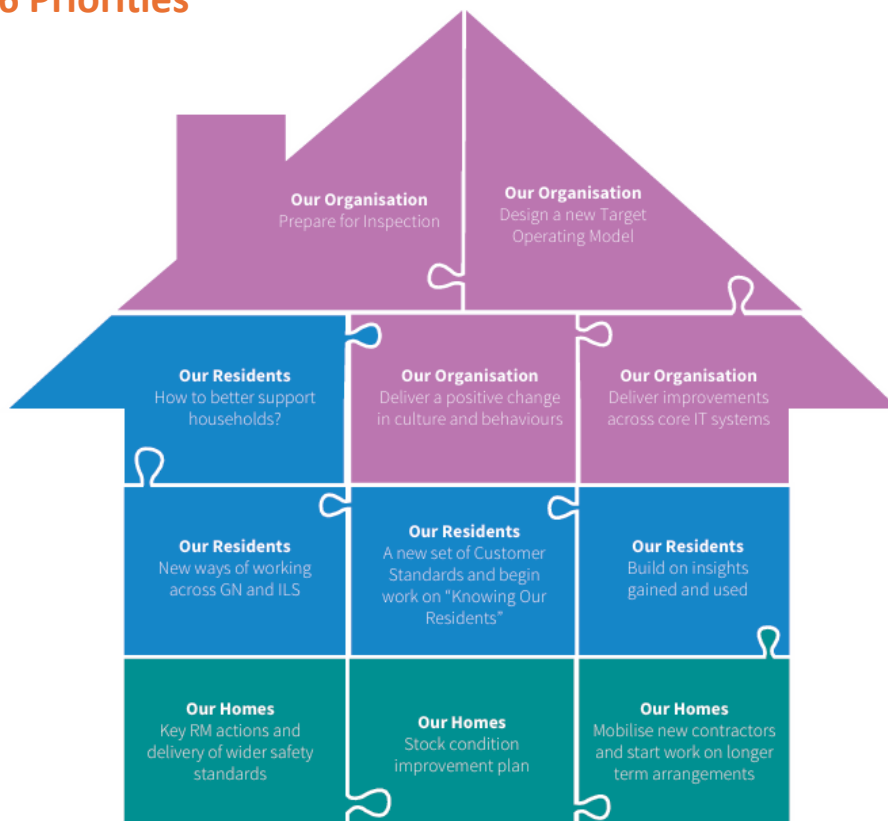 6 Priorities
Our Organisation
Prepare for Inspection
Our Organisation
Design a new Target
Operating Model
Our Residents
How to better support
households?
Our Organisation
Deliver a positive change
in culture and behaviours
Our Organisation
Deliver improvements
across core IT systems
Our Residents
New ways of working
across GN and ILS
Our Residents
A new set of Customer
Standards and begin
work on “Knowing Our
Residents”
Our Residents
Build on insights
gained and used
Our Homes
Key RM actions and
delivery of wider safety
standards
Our Homes
Stock condition
improvement plan
Our Homes
Mobilise new contractors
and start work on longer
term arrangements